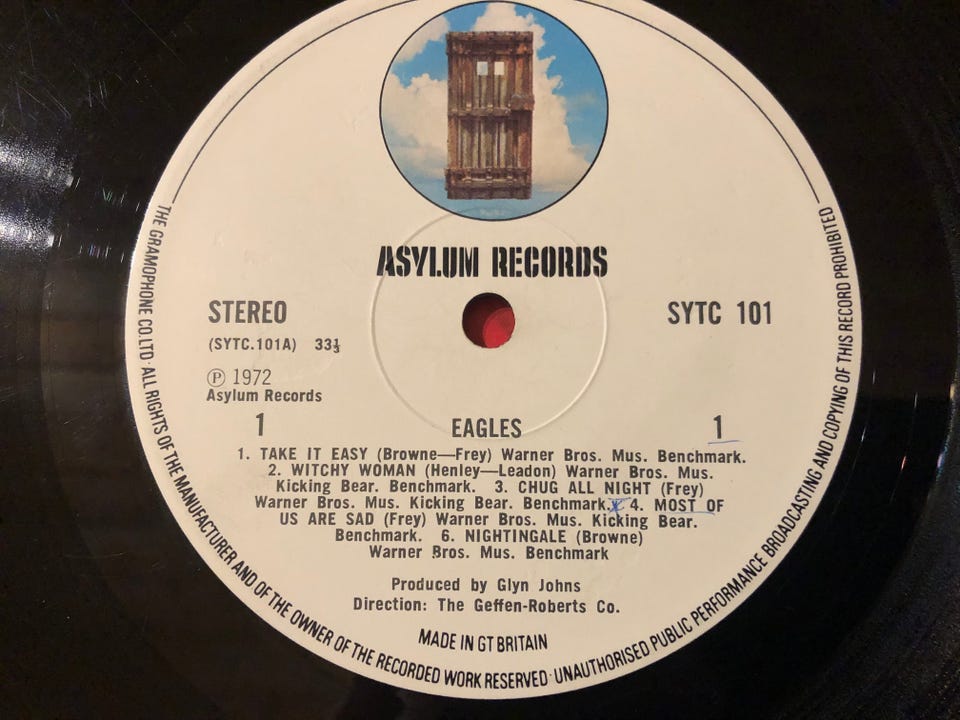 ASYLUM RECORDS
STEREO
SYTC 101
(SYTC.101A) 33⅓
Ⓟ 1972
Asylum Records
1
EAGLES
1
1. TAKE IT EASY (Browne—Frey) Warner Bros. Mus. Benchmark.
2. WITCHY WOMAN (Henley—Leadon) Warner Bros. Mus.
Kicking Bear. Benchmark. 3. CHUG ALL NIGHT (Frey)
Warner Bros. Mus. Kicking Bear. Benchmark. x 4. MOST OF
US ARE SAD (Frey) Warner Bros. Mus. Kicking Bear.
Benchmark. 6. NIGHTINGALE (Browne)
Warner Bros. Mus. Benchmark
Produced by Glyn Johns
Direction: The Geffen-Roberts Co.
MADE IN GT BRITAIN
THE GRAMOPHONE CO. LTD · ALL RIGHTS OF THE MANUFACTURER AND OF THE OWNER OF THE RECORDED WORK RESERVED · UNAUTHORISED PUBLIC PERFORMANCE BROADCASTING AND COPYING OF THIS RECORD PROHIBITED